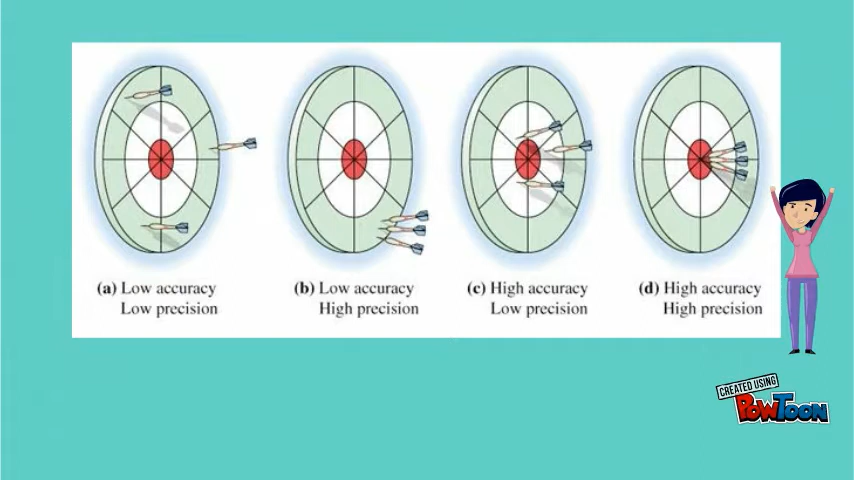 (a) Low accuracy
Low precision
(b) Low accuracy
High precision
(c) High accuracy
Low precision
(d) High accuracy
High precision
CREATED USING
POWTOON